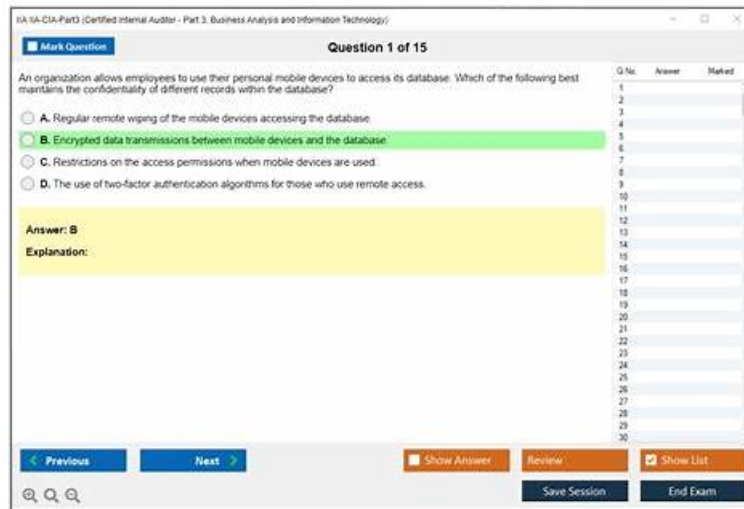 IIA IIA-CIA-Part3 (Certified Internal Auditor - Part 3, Business Analysis and Information Technology)
Mark Question
Question 1 of 15
An organization allows employees to use their personal mobile devices to access its database. Which of the following best
maintains the confidentiality of different records within the database?
A. Regular remote wiping of the mobile devices accessing the database.
B. Encrypted data transmissions between mobile devices and the database
C. Restrictions on the access permissions when mobile devices are used.
D. The use of two-factor authentication algorithms for those who use remote access.
Answer: B
Explanation:
Q No. Answer Marked
1
2
3
4
5
6
7
8
9
10
11
12
13
14
15
16
17
18
19
20
21
22
23
24
25
26
27
28
29
30
Previous
Next
Show Answer
Review
Show List
Save Session
End Exam